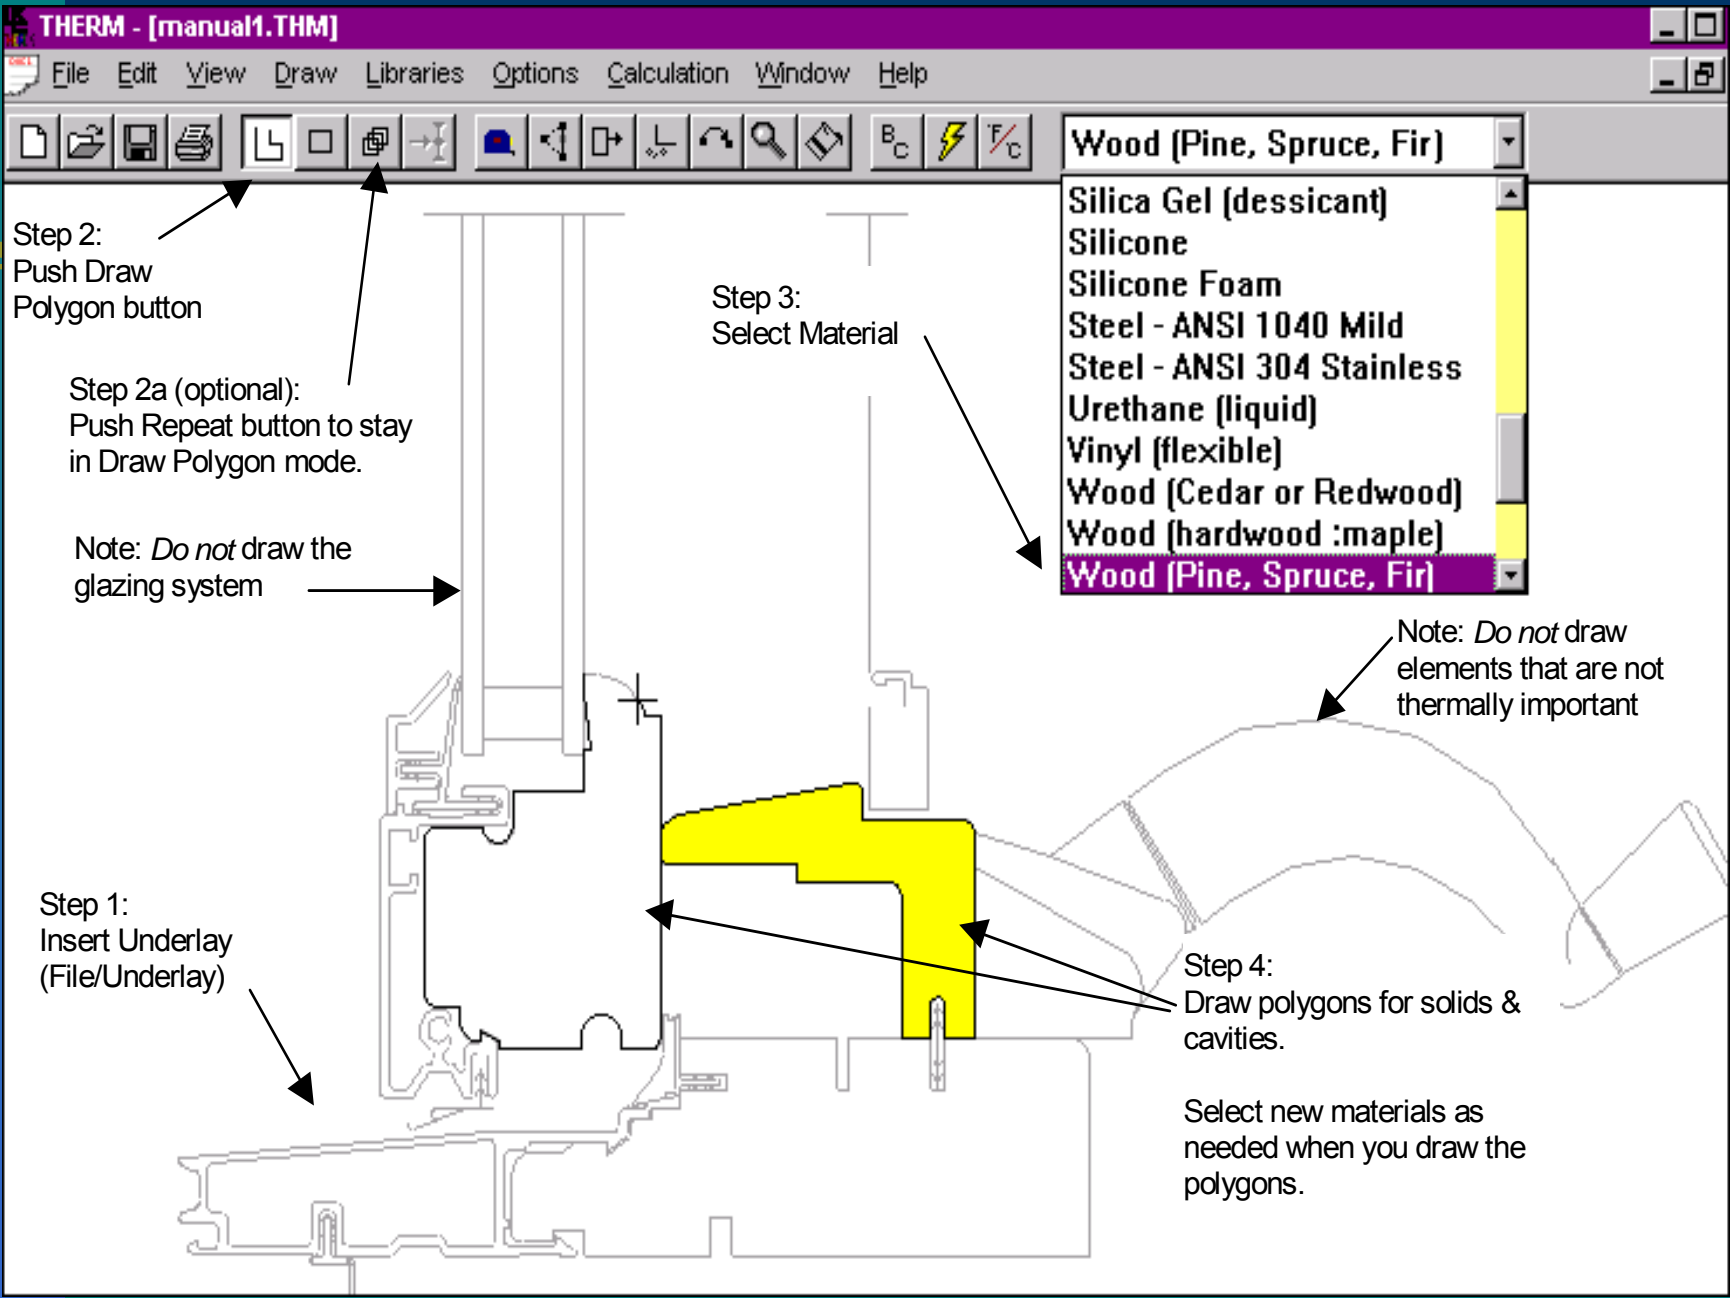 THERM - [manual1.THM]
File Edit View Draw Libraries Options Calculation Window Help
B C °F/°C
Wood (Pine, Spruce, Fir)
Silica Gel (dessicant)
Silicone
Silicone Foam
Steel - ANSI 1040 Mild
Steel - ANSI 304 Stainless
Urethane (liquid)
Vinyl (flexible)
Wood (Cedar or Redwood)
Wood (hardwood :maple)
Wood (Pine, Spruce, Fir)
Step 2:
Push Draw
Polygon button
Step 2a (optional):
Push Repeat button to stay
in Draw Polygon mode.
Step 3:
Select Material
Note: Do not draw the
glazing system
Note: Do not draw
elements that are not
thermally important
Step 1:
Insert Underlay
(File/Underlay)
Step 4:
Draw polygons for solids &
cavities.
Select new materials as
needed when you draw the
polygons.